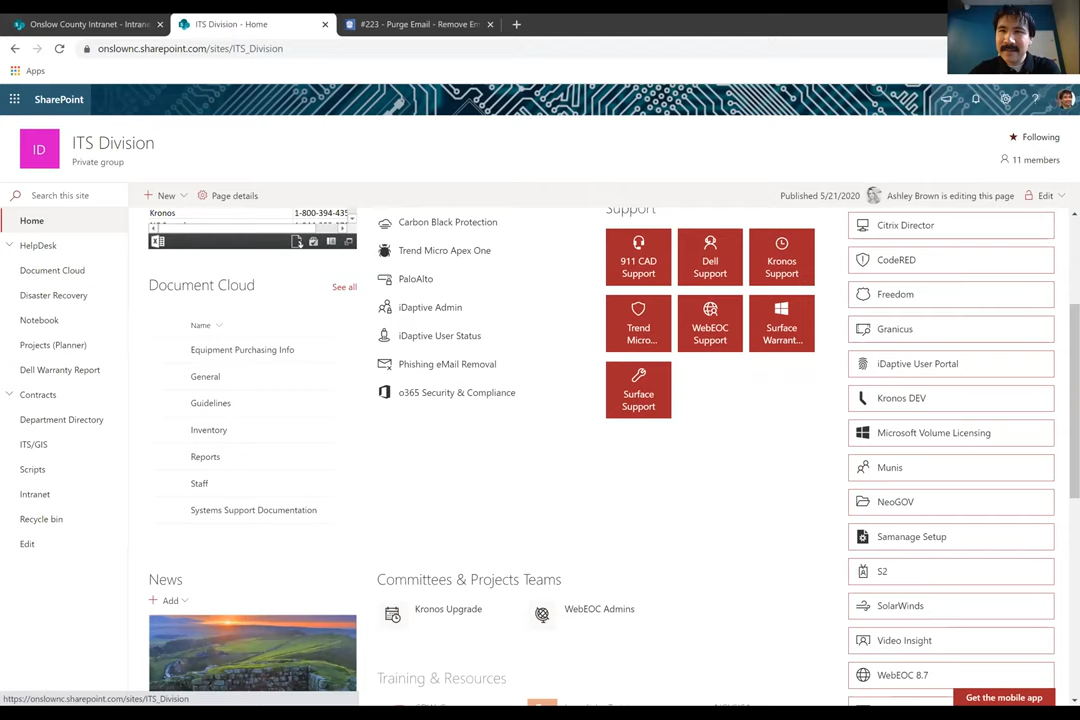 Onslow County Intranet - Intrane
ITS Division - Home
#223 - Purge Email - Remove Em
onslownc.sharepoint.com/sites/ITS_Division
Apps
SharePoint
ID
ITS Division
Private group
Following
11 members
Search this site
New
Page details
Published 5/21/2020
Ashley Brown is editing this page
Edit
Home
HelpDesk
Document Cloud
Disaster Recovery
Notebook
Projects (Planner)
Dell Warranty Report
Contracts
Department Directory
ITS/GIS
Scripts
Intranet
Recycle bin
Edit
Kronos
1-800-394-435
Document Cloud
See all
Name
Equipment Purchasing Info
General
Guidelines
Inventory
Reports
Staff
Systems Support Documentation
News
Add
Carbon Black Protection
Trend Micro Apex One
PaloAlto
iDaptive Admin
iDaptive User Status
Phishing eMail Removal
o365 Security & Compliance
Support
911 CAD
Support
Dell
Support
Kronos
Support
Trend
Micro...
WebEOC
Support
Surface
Warrant...
Surface
Support
Committees & Projects Teams
Kronos Upgrade
WebEOC Admins
Training & Resources
Citrix Director
CodeRED
Freedom
Granicus
iDaptive User Portal
Kronos DEV
Microsoft Volume Licensing
Munis
NeoGOV
Samanage Setup
S2
SolarWinds
Video Insight
WebEOC 8.7
Get the mobile app
https://onslownc.sharepoint.com/sites/ITS_Division